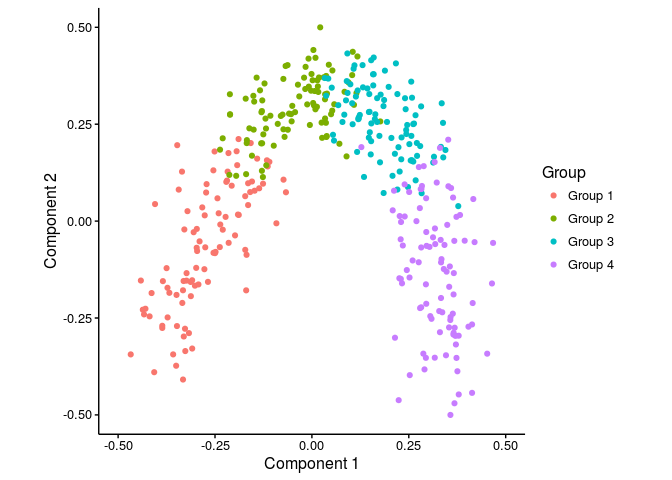 0.50
0.25
0.00
-0.25
-0.50
Component 2
-0.50 -0.25 0.00 0.25 0.50
Component 1
Group
Group 1
Group 2
Group 3
Group 4